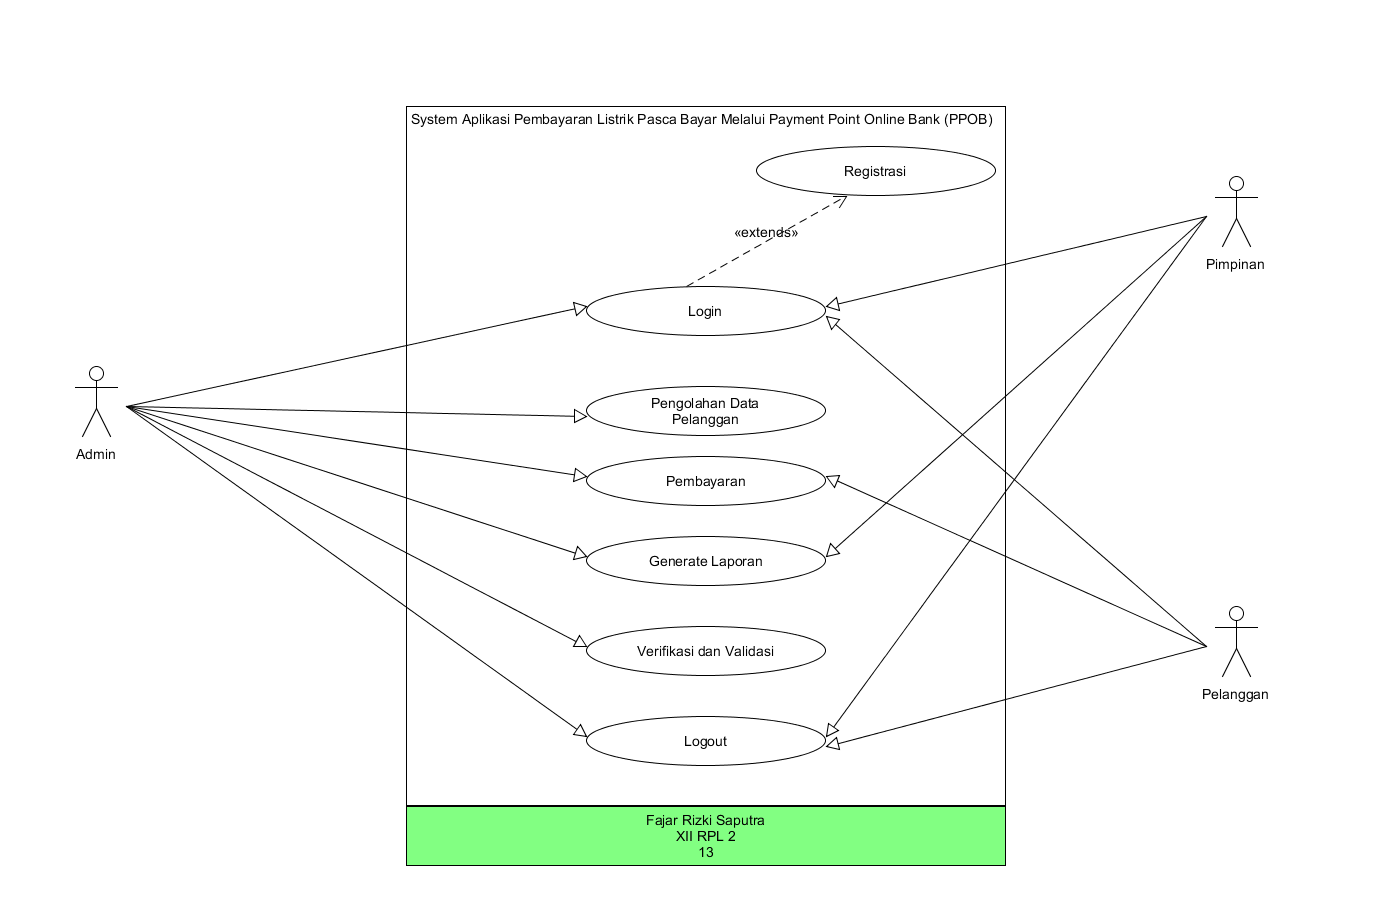 System Aplikasi Pembayaran Listrik Pasca Bayar Melalui Payment Point Online Bank (PPOB)
Registrasi
«extends»
Login
Pimpinan
Pengolahan Data
Pelanggan
Admin
Pembayaran
Generate Laporan
Verifikasi dan Validasi
Pelanggan
Logout
Fajar Rizki Saputra
XII RPL 2
13